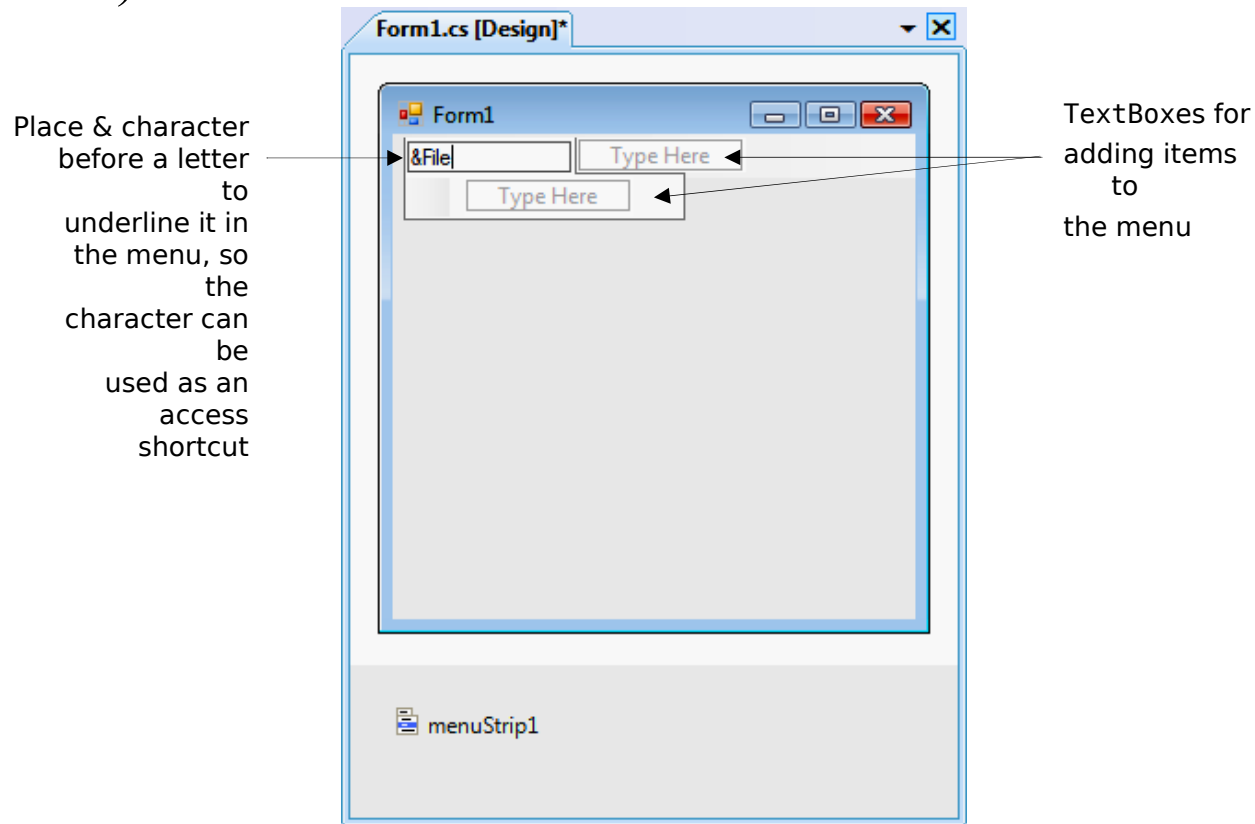 )
Form1.cs [Design]*
Place & character
before a letter
to
underline it in
the menu, so
the
character can
be
used as an
access
shortcut
Form1
&File
Type Here
Type Here
TextBoxes for
adding items
to
the menu
menuStrip1